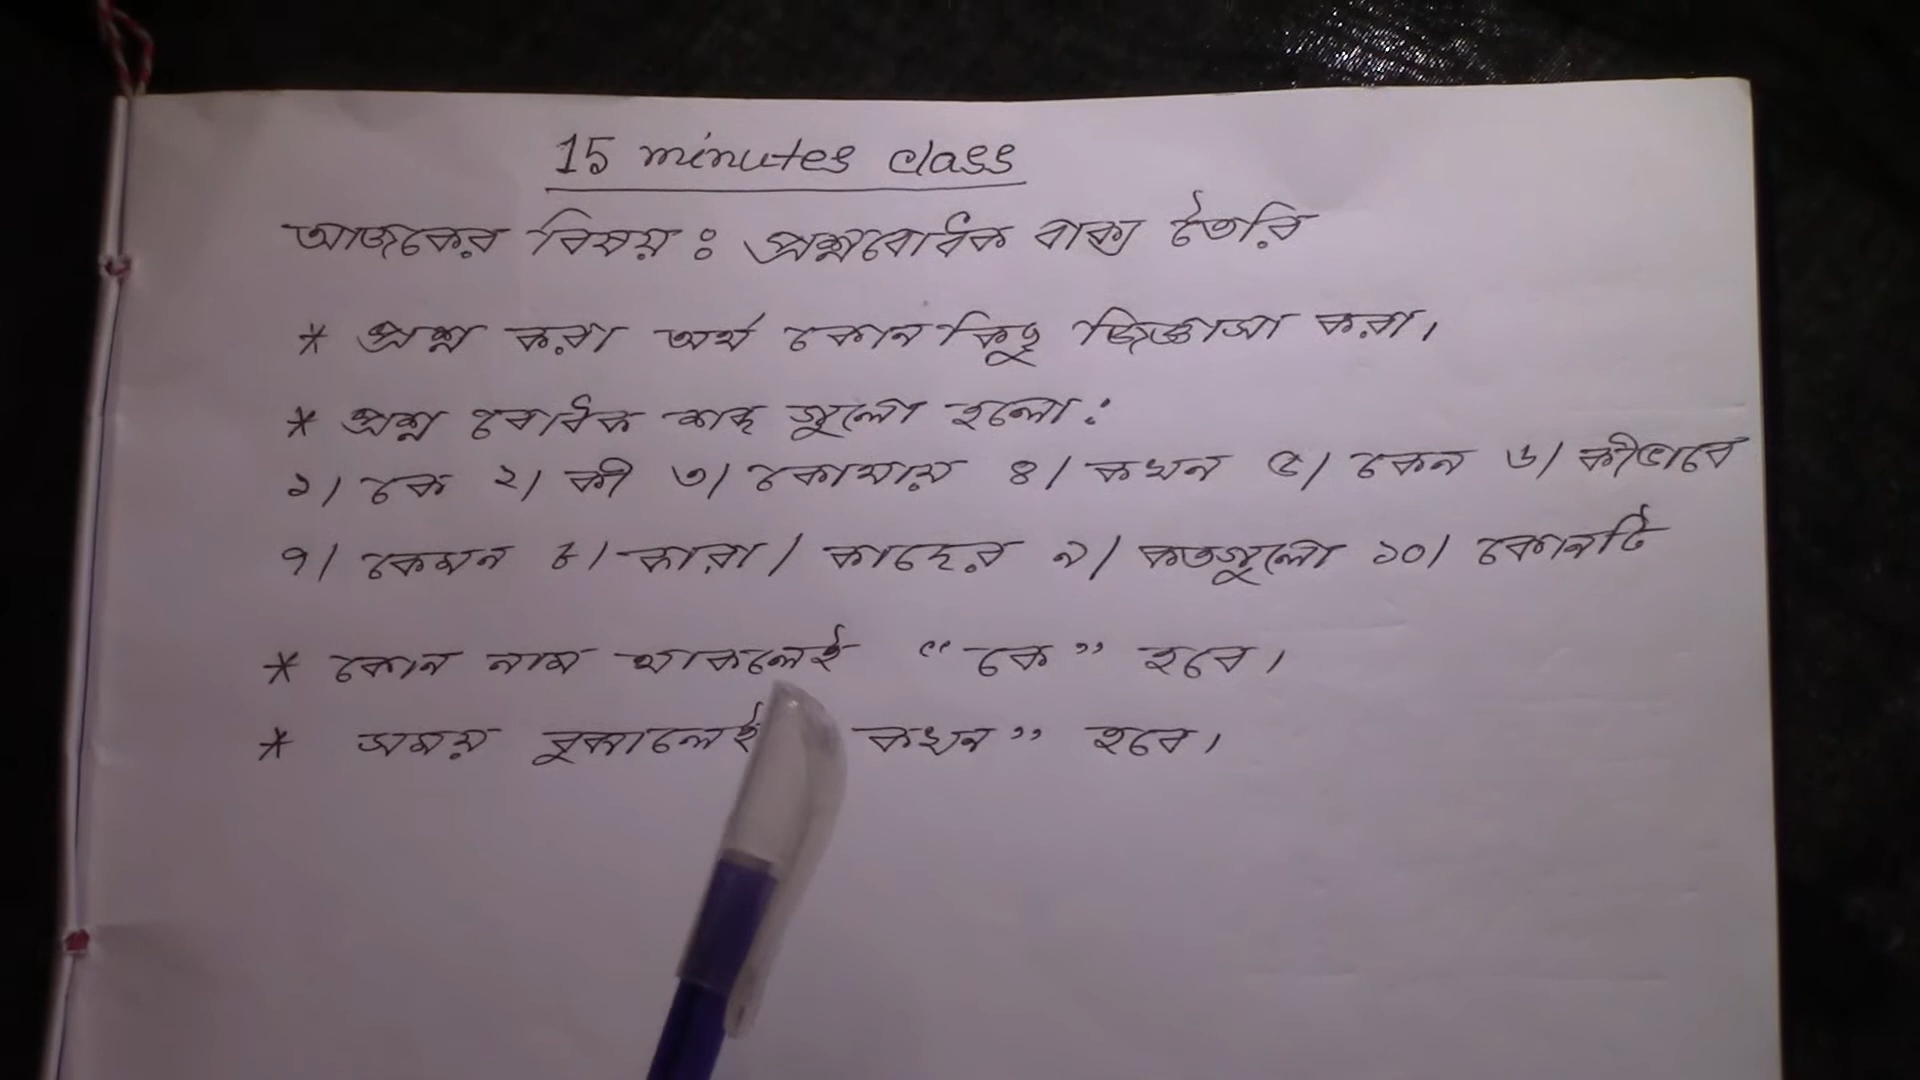 15 minutes class
আজকের বিষয়ঃ প্রশ্নবোধক বাক্য তৈরি
* প্রশ্ন করা অর্থ কোন কিছু জিজ্ঞাসা করা।
* প্রশ্ন বোধক শব্দ গুলো হলো:
১/ কে ২/ কী ৩/ কোথায় ৪/ কখন ৫/ কেন ৬/ কীভাবে
৭/ কেমন ৮/ কারা/ কাদের ৯/ কতগুলো ১০/ কোনটি
* কোন নাম থাকলেই "কে" হবে।
* সময় বুঝালেই কখন" হবে।